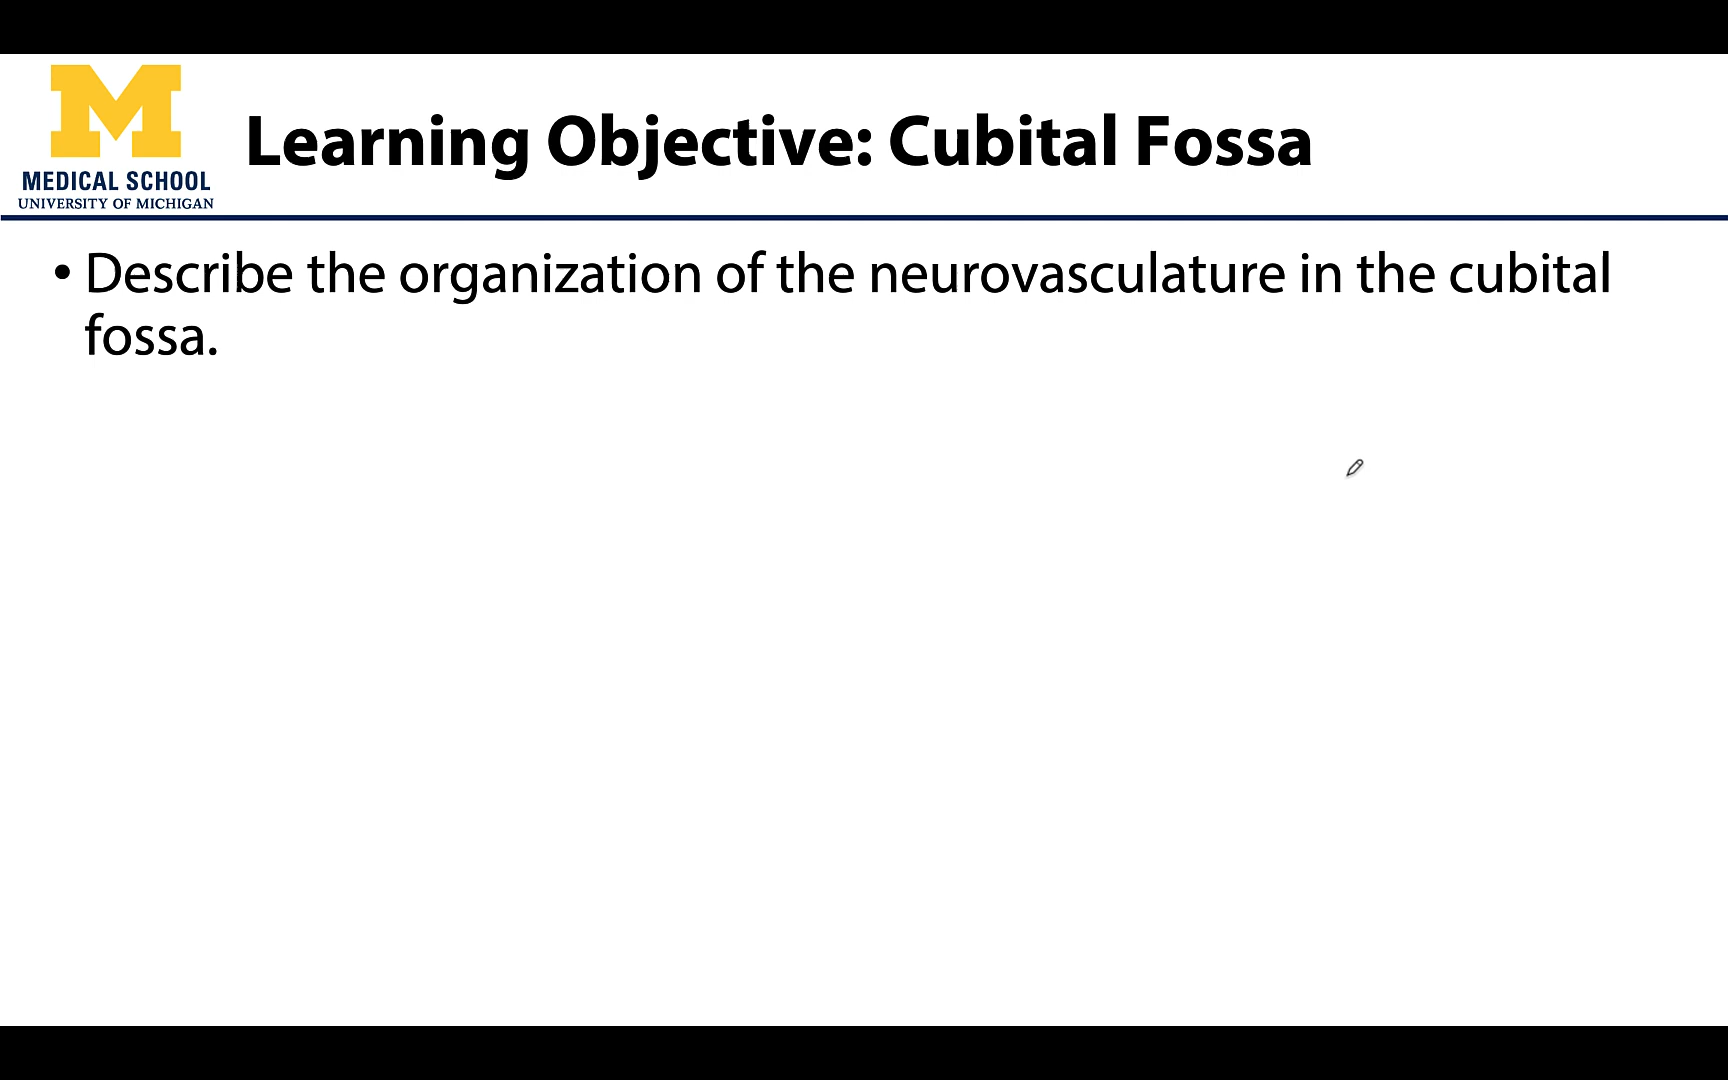 M
MEDICAL SCHOOL
UNIVERSITY OF MICHIGAN
Learning Objective: Cubital Fossa
• Describe the organization of the neurovasculature in the cubital
fossa.